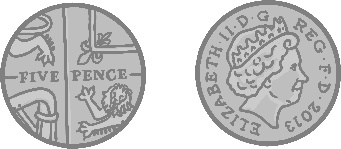 FIVE PENCE
ELIZABETH·II·D·G REG·F·D·2013